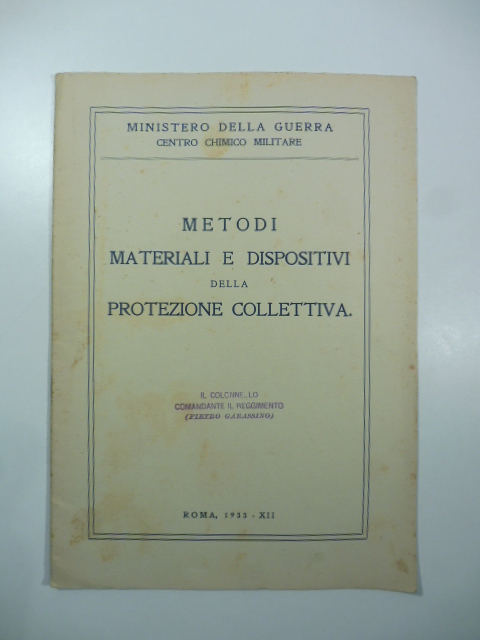 MINISTERO DELLA GUERRA
CENTRO CHIMICO MILITARE
METODI
MATERIALI E DISPOSITIVI
DELLA
PROTEZIONE COLLETTIVA.
IL COLONNELLO
COMANDANTE IL REGGIMENTO
(PIETRO GARASSINO)
ROMA, 1933 - XII